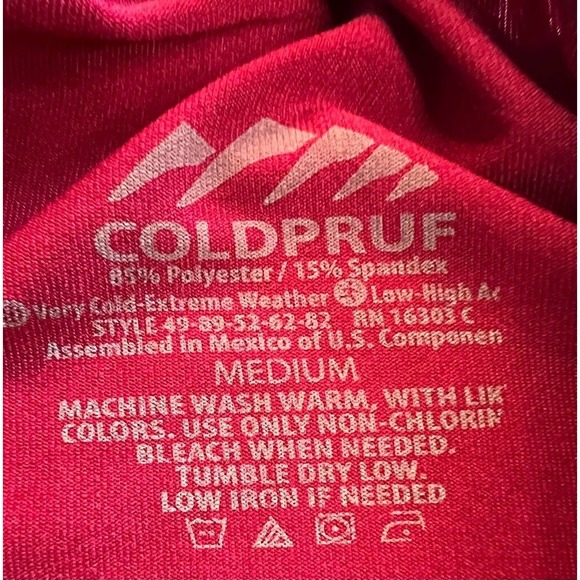 COLDPRUF
85% Polyester / 15% Spandex
Very Cold-Extreme Weather Low-High Ac
STYLE 49-89-52-62-82 RN 16303 C
Assembled in Mexico of U.S. Componen
MEDIUM
MACHINE WASH WARM, WITH LIK
COLORS. USE ONLY NON-CHLORIN
BLEACH WHEN NEEDED.
TUMBLE DRY LOW.
LOW IRON IF NEEDED